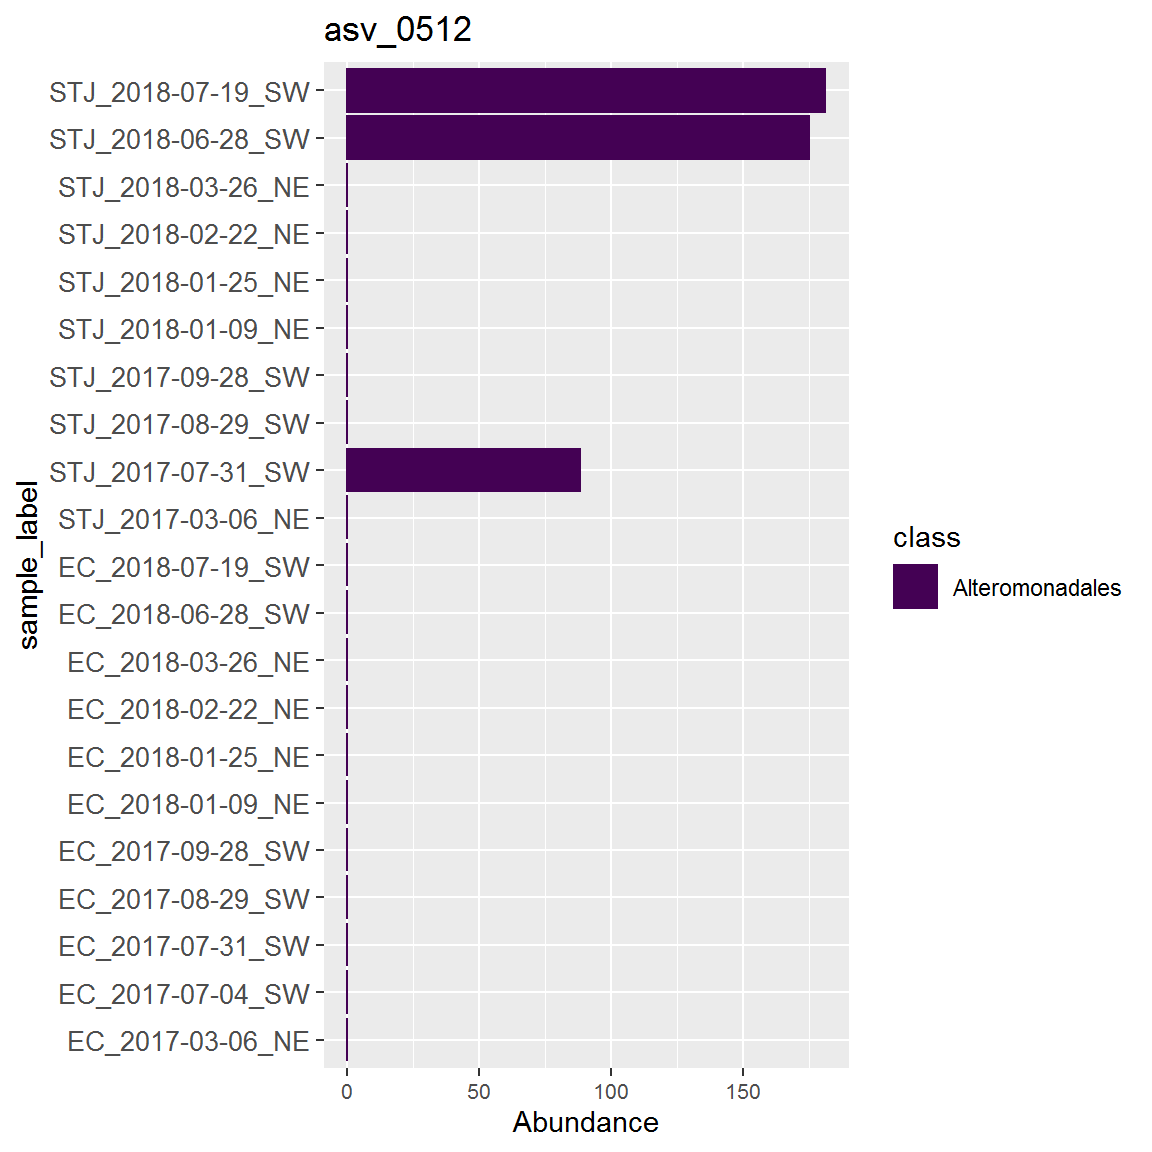 asv_0512
STJ_2018-07-19_SW
STJ_2018-06-28_SW
STJ_2018-03-26_NE
STJ_2018-02-22_NE
STJ_2018-01-25_NE
STJ_2018-01-09_NE
STJ_2017-09-28_SW
STJ_2017-08-29_SW
STJ_2017-07-31_SW
STJ_2017-03-06_NE
EC_2018-07-19_SW
EC_2018-06-28_SW
EC_2018-03-26_NE
EC_2018-02-22_NE
EC_2018-01-25_NE
EC_2018-01-09_NE
EC_2017-09-28_SW
EC_2017-08-29_SW
EC_2017-07-31_SW
EC_2017-07-04_SW
EC_2017-03-06_NE
sample_label
0 50 100 150
Abundance
class
Alteromonadales